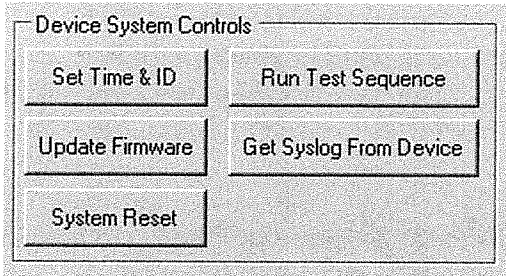 Device System Controls
Set Time & ID
Run Test Sequence
Update Firmware
Get Syslog From Device
System Reset